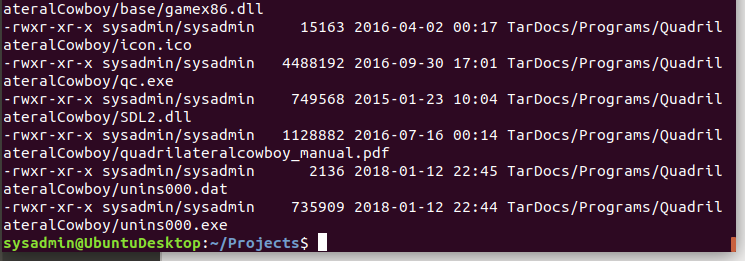 ateralCowboy/base/gamex86.dll
-rwxr-xr-x sysadmin/sysadmin    15163 2016-04-02 00:17 TarDocs/Programs/Quadril
ateralCowboy/icon.ico
-rwxr-xr-x sysadmin/sysadmin  4488192 2016-09-30 17:01 TarDocs/Programs/Quadril
ateralCowboy/qc.exe
-rwxr-xr-x sysadmin/sysadmin   749568 2015-01-23 10:04 TarDocs/Programs/Quadril
ateralCowboy/SDL2.dll
-rwxr-xr-x sysadmin/sysadmin  1128882 2016-07-16 00:14 TarDocs/Programs/Quadril
ateralCowboy/quadrilateralcowboy_manual.pdf
-rwxr-xr-x sysadmin/sysadmin     2136 2018-01-12 22:45 TarDocs/Programs/Quadril
ateralCowboy/unins000.dat
-rwxr-xr-x sysadmin/sysadmin   735909 2018-01-12 22:44 TarDocs/Programs/Quadril
ateralCowboy/unins000.exe
sysadmin@UbuntuDesktop:~/Projects$